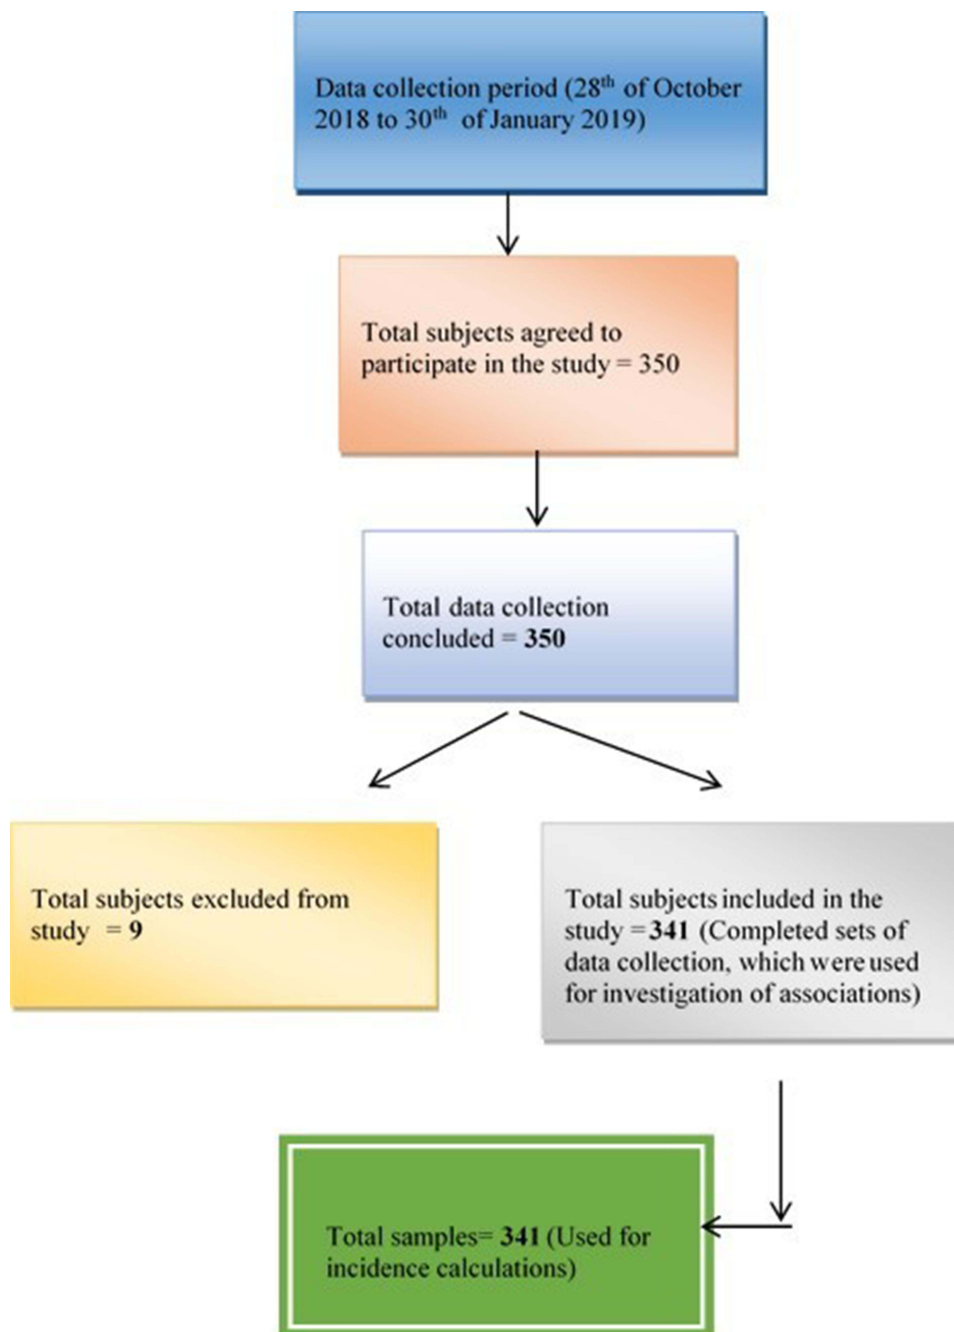 Data collection period (28th of October
2018 to 30th of January 2019)
Total subjects agreed to
participate in the study = 350
Total data collection
concluded = 350
Total subjects excluded from
study = 9
Total subjects included in the
study =341 (Completed sets of
data collection, which were used
for investigation of associations)
Total samples= 341 (Used for
incidence calculations)